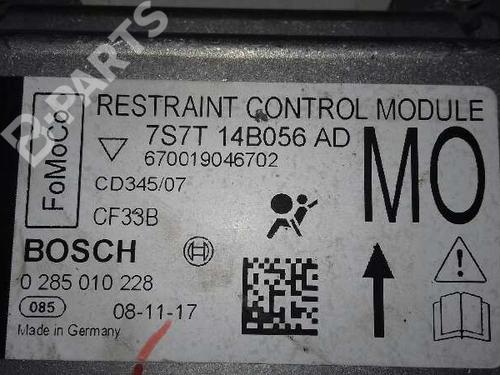 B-PARTS
RESTRAINT CONTROL MODULE
FoMoCo
7S7T 14B056 AD
670019046702
MO
CD345/07
CF33B
BOSCH
0 285 010 228
085
08-11-17
Made in Germany